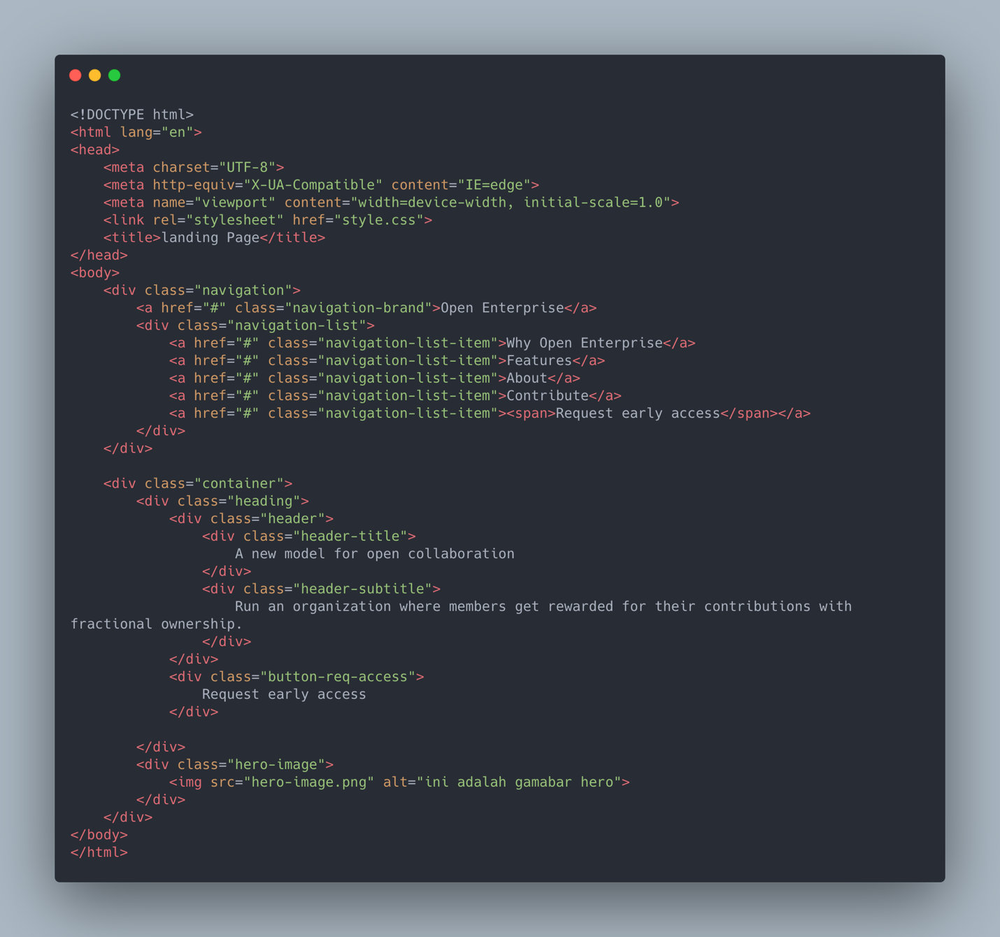 <!DOCTYPE html>
<html lang="en">
<head>
    <meta charset="UTF-8">
    <meta http-equiv="X-UA-Compatible" content="IE=edge">
    <meta name="viewport" content="width=device-width, initial-scale=1.0">
    <link rel="stylesheet" href="style.css">
    <title>landing Page</title>
</head>
<body>
    <div class="navigation">
        <a href="#" class="navigation-brand">Open Enterprise</a>
        <div class="navigation-list">
            <a href="#" class="navigation-list-item">Why Open Enterprise</a>
            <a href="#" class="navigation-list-item">Features</a>
            <a href="#" class="navigation-list-item">About</a>
            <a href="#" class="navigation-list-item">Contribute</a>
            <a href="#" class="navigation-list-item"><span>Request early access</span></a>
        </div>
    </div>

    <div class="container">
        <div class="heading">
            <div class="header">
                <div class="header-title">
                    A new model for open collaboration
                </div>
                <div class="header-subtitle">
                    Run an organization where members get rewarded for their contributions with
fractional ownership.
                </div>
            </div>
            <div class="button-req-access">
                Request early access
            </div>

        </div>
        <div class="hero-image">
            <img src="hero-image.png" alt="ini adalah gamabar hero">
        </div>
    </div>
</body>
</html>